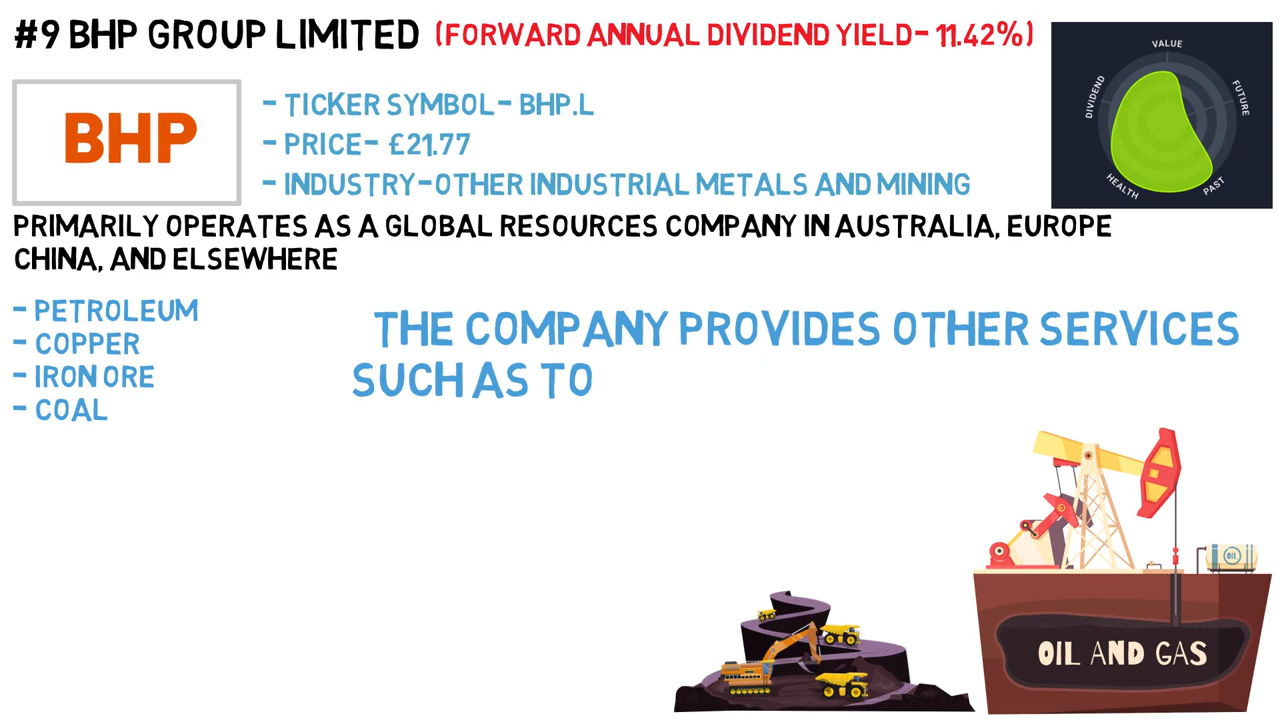 #9 BHP GROUP LIMITED (FORWARD ANNUAL DIVIDEND YIELD- 11.42%)
BHP
- TICKER SYMBOL- BHP.L
- PRICE- £21.77
- INDUSTRY-OTHER INDUSTRIAL METALS AND MINING
VALUE
FUTURE
PAST
HEALTH
DIVIDEND
PRIMARILY OPERATES AS A GLOBAL RESOURCES COMPANY IN AUSTRALIA, EUROPE
CHINA, AND ELSEWHERE
- PETROLEUM
- COPPER
- IRON ORE
- COAL
THE COMPANY PROVIDES OTHER SERVICES
SUCH AS TO
OIL
OIL AND GAS